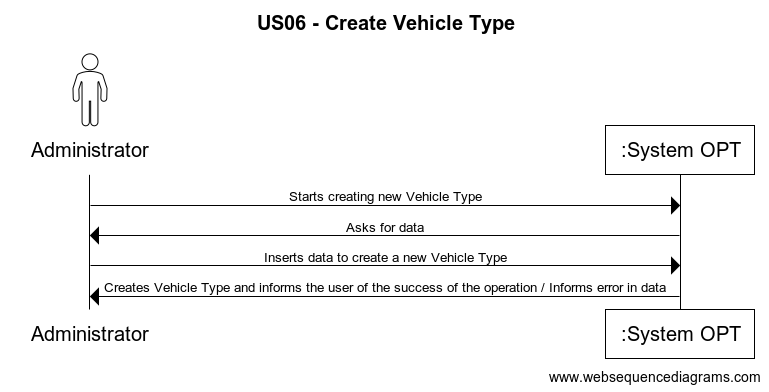 US06 - Create Vehicle Type
Administrator
:System OPT
Starts creating new Vehicle Type
Asks for data
Inserts data to create a new Vehicle Type
Creates Vehicle Type and informs the user of the success of the operation / Informs error in data
Administrator
:System OPT
www.websequencediagrams.com